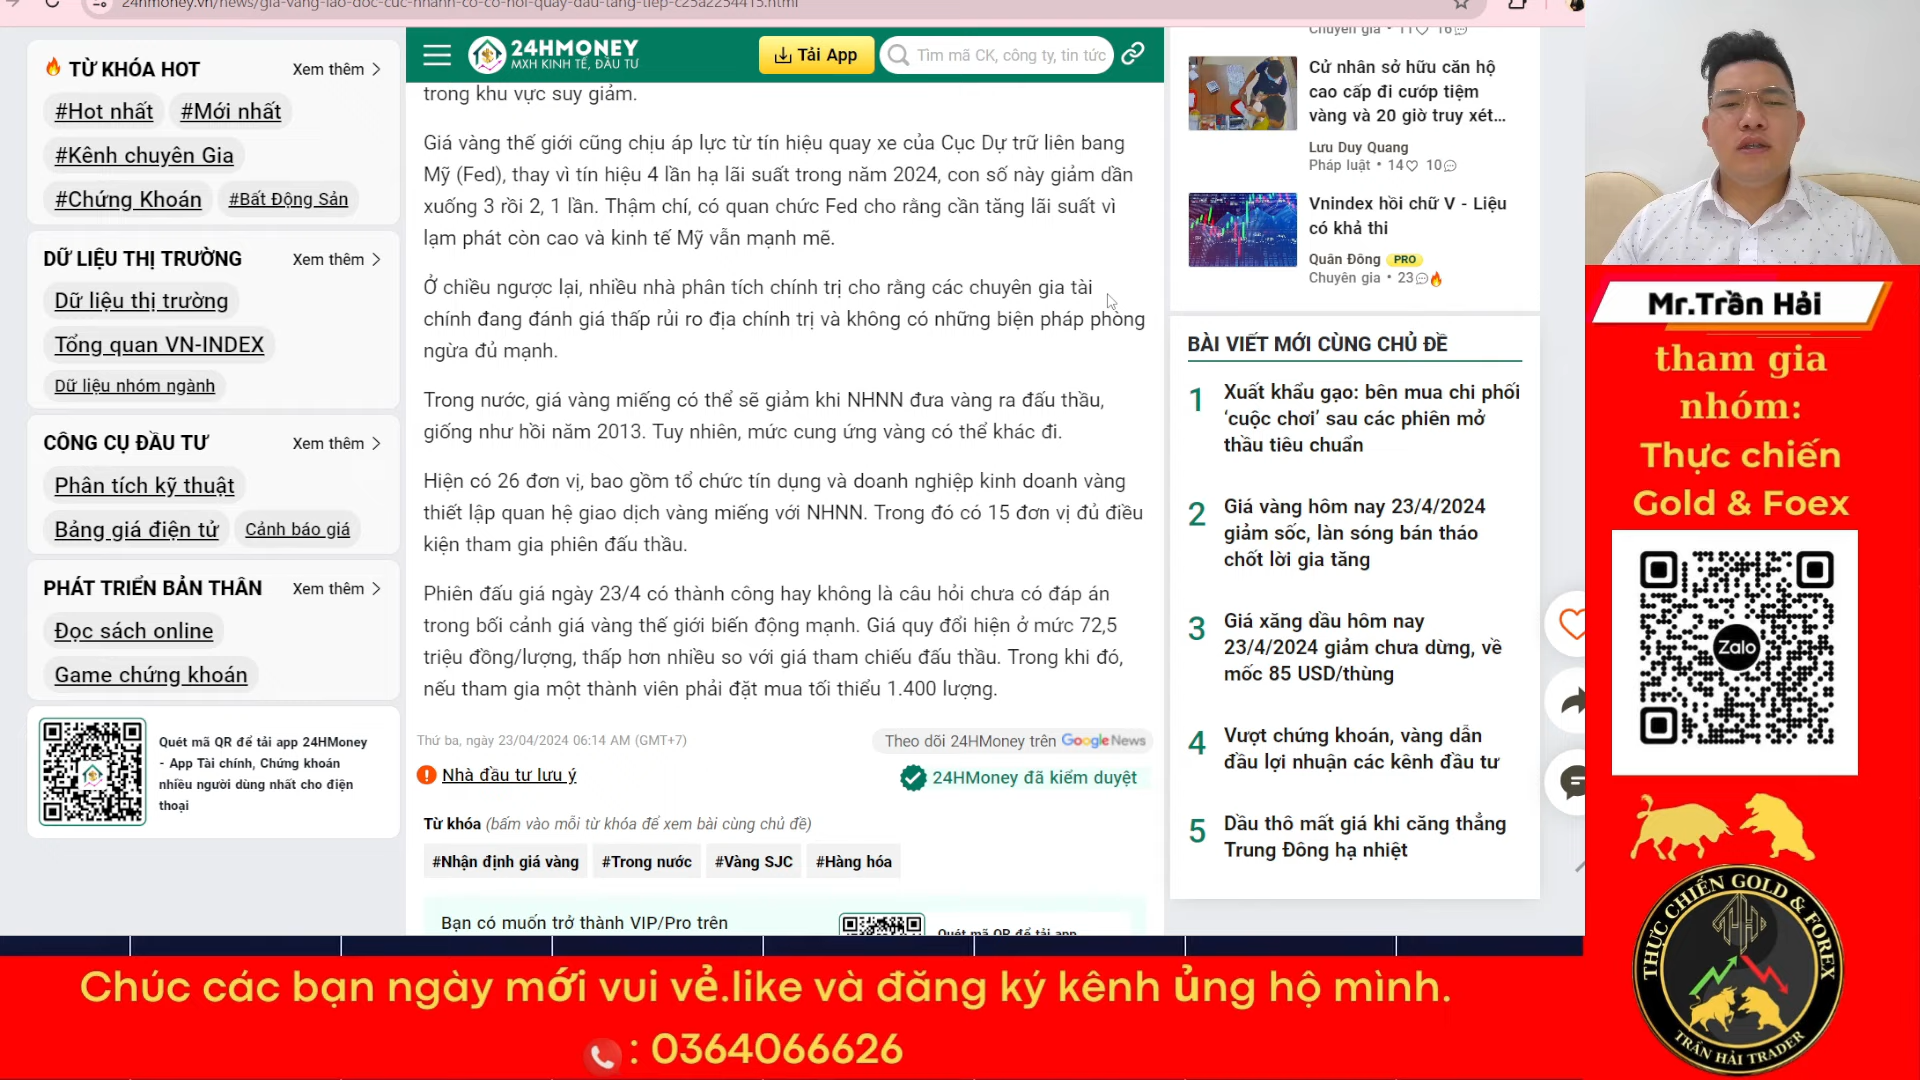 24hmoney.vn/news/gia-vang-lao-doc-cuc-nhanh-co-co-hoi-quay-dau-tang-tiep-c25a2254415.html
TỪ KHÓA HOT
Xem thêm
#Hot nhất
#Mới nhất
#Kênh chuyên Gia
#Chứng Khoán
#Bất Động Sản
DỮ LIỆU THỊ TRƯỜNG
Xem thêm
Dữ liệu thị trường
Tổng quan VN-INDEX
Dữ liệu nhóm ngành
CÔNG CỤ ĐẦU TƯ
Xem thêm
Phân tích kỹ thuật
Bảng giá điện tử
Cảnh báo giá
PHÁT TRIỂN BẢN THÂN
Xem thêm
Đọc sách online
Game chứng khoán
Quét mã QR để tải app 24HMoney
- App Tài chính, Chứng khoán
nhiều người dùng nhất cho điện
thoại
24HMONEY
MXH KINH TẾ, ĐẦU TƯ
Tải App
Tìm mã CK, công ty, tin tức
trong khu vực suy giảm.
Giá vàng thế giới cũng chịu áp lực từ tín hiệu quay xe của Cục Dự trữ liên bang
Mỹ (Fed), thay vì tín hiệu 4 lần hạ lãi suất trong năm 2024, con số này giảm dần
xuống 3 rồi 2, 1 lần. Thậm chí, có quan chức Fed cho rằng cần tăng lãi suất vì
lạm phát còn cao và kinh tế Mỹ vẫn mạnh mẽ.
Ở chiều ngược lại, nhiều nhà phân tích chính trị cho rằng các chuyên gia tài
chính đang đánh giá thấp rủi ro địa chính trị và không có những biện pháp phòng
ngừa đủ mạnh.
Trong nước, giá vàng miếng có thể sẽ giảm khi NHNN đưa vàng ra đấu thầu,
giống như hồi năm 2013. Tuy nhiên, mức cung ứng vàng có thể khác đi.
Hiện có 26 đơn vị, bao gồm tổ chức tín dụng và doanh nghiệp kinh doanh vàng
thiết lập quan hệ giao dịch vàng miếng với NHNN. Trong đó có 15 đơn vị đủ điều
kiện tham gia phiên đấu thầu.
Phiên đấu giá ngày 23/4 có thành công hay không là câu hỏi chưa có đáp án
trong bối cảnh giá vàng thế giới biến động mạnh. Giá quy đổi hiện ở mức 72,5
triệu đồng/lượng, thấp hơn nhiều so với giá tham chiếu đấu thầu. Trong khi đó,
nếu tham gia một thành viên phải đặt mua tối thiểu 1.400 lượng.
Thứ ba, ngày 23/04/2024 06:14 AM (GMT+7)
Theo dõi 24HMoney trên Google News
Nhà đầu tư lưu ý
24HMoney đã kiểm duyệt
Từ khóa (bấm vào mỗi từ khóa để xem bài cùng chủ đề)
#Nhận định giá vàng
#Trong nước
#Vàng SJC
#Hàng hóa
Bạn có muốn trở thành VIP/Pro trên
Quét mã QR để tải app
Chuyên gia • 11 16
Cử nhân sở hữu căn hộ
cao cấp đi cướp tiệm
vàng và 20 giờ truy xét...
Lưu Duy Quang
Pháp luật • 14 10
Vnindex hồi chữ V - Liệu
có khả thi
Quân Đông PRO
Chuyên gia • 23
BÀI VIẾT MỚI CÙNG CHỦ ĐỀ
1 Xuất khẩu gạo: bên mua chi phối
‘cuộc chơi’ sau các phiên mở
thầu tiêu chuẩn
2 Giá vàng hôm nay 23/4/2024
giảm sốc, làn sóng bán tháo
chốt lời gia tăng
3 Giá xăng dầu hôm nay
23/4/2024 giảm chưa dừng, về
mốc 85 USD/thùng
4 Vượt chứng khoán, vàng dẫn
đầu lợi nhuận các kênh đầu tư
5 Dầu thô mất giá khi căng thẳng
Trung Đông hạ nhiệt
Mr.Trần Hải
tham gia
nhóm:
Thực chiến
Gold & Foex
Zalo
THỰC CHIẾN GOLD & FOREX
TRẦN HẢI TRADER
Chúc các bạn ngày mới vui vẻ.like và đăng ký kênh ủng hộ mình.
: 0364066626